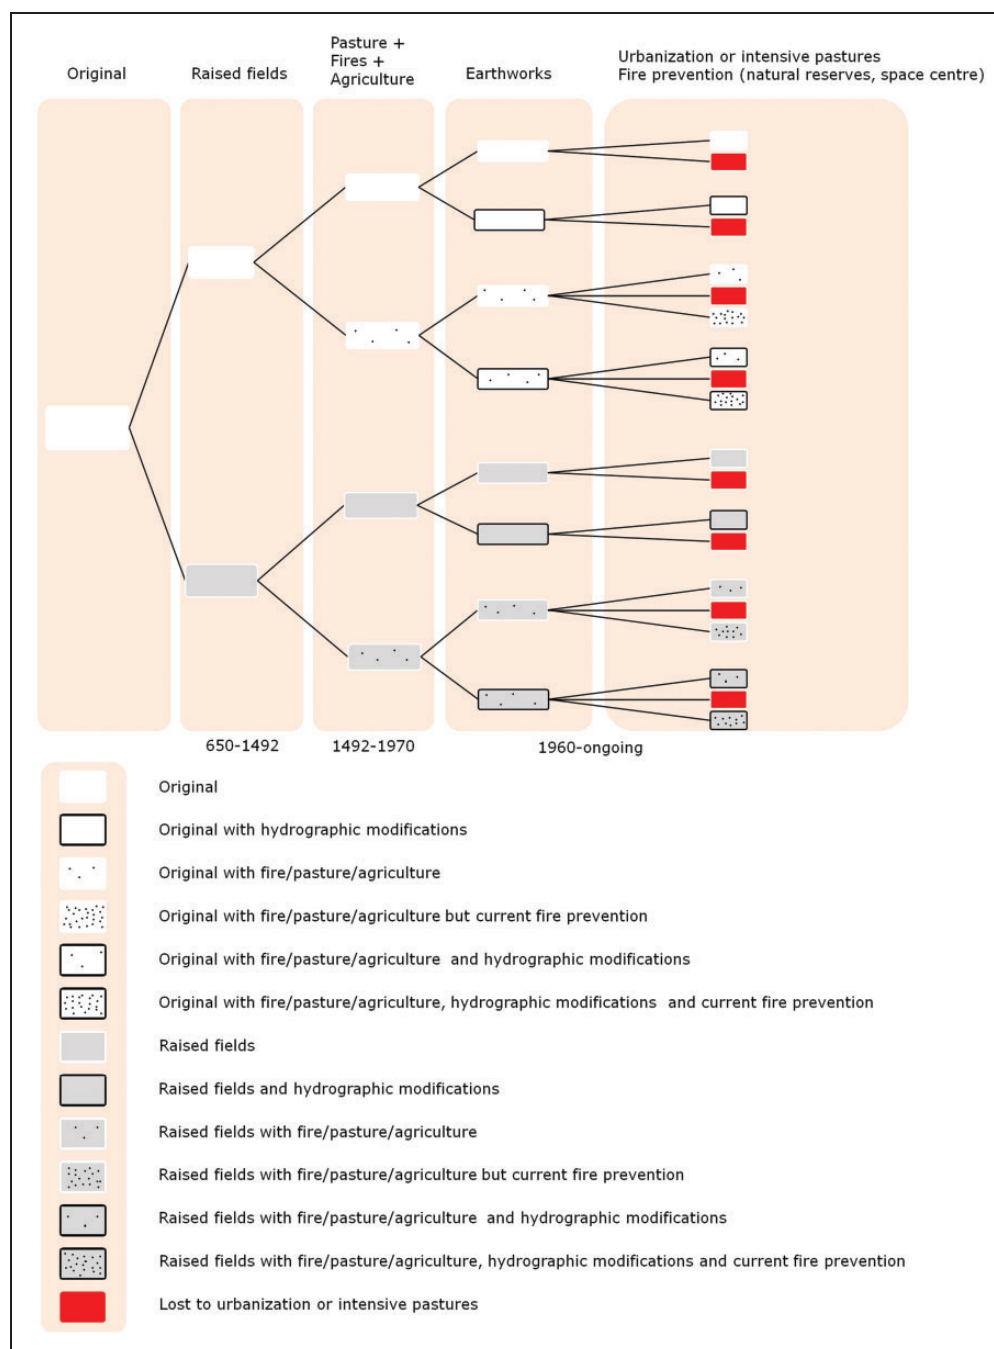 Original
Raised fields
Pasture +
Fires +
Agriculture
Earthworks
Urbanization or intensive pastures
Fire prevention (natural reserves, space centre)
650-1492
1492-1970
1960-ongoing
Original
Original with hydrographic modifications
Original with fire/pasture/agriculture
Original with fire/pasture/agriculture but current fire prevention
Original with fire/pasture/agriculture and hydrographic modifications
Original with fire/pasture/agriculture, hydrographic modifications and current fire prevention
Raised fields
Raised fields and hydrographic modifications
Raised fields with fire/pasture/agriculture
Raised fields with fire/pasture/agriculture but current fire prevention
Raised fields with fire/pasture/agriculture and hydrographic modifications
Raised fields with fire/pasture/agriculture, hydrographic modifications and current fire prevention
Lost to urbanization or intensive pastures